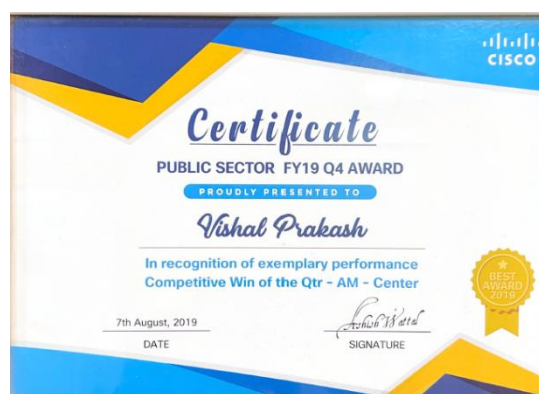 CISCO
Certificate
PUBLIC SECTOR FY19 Q4 AWARD
PROUDLY PRESENTED TO
Vishal Prakash
In recognition of exemplary performance
Competitive Win of the Qtr - AM - Center
BEST
AWARD
2019
7th August, 2019
DATE
SIGNATURE